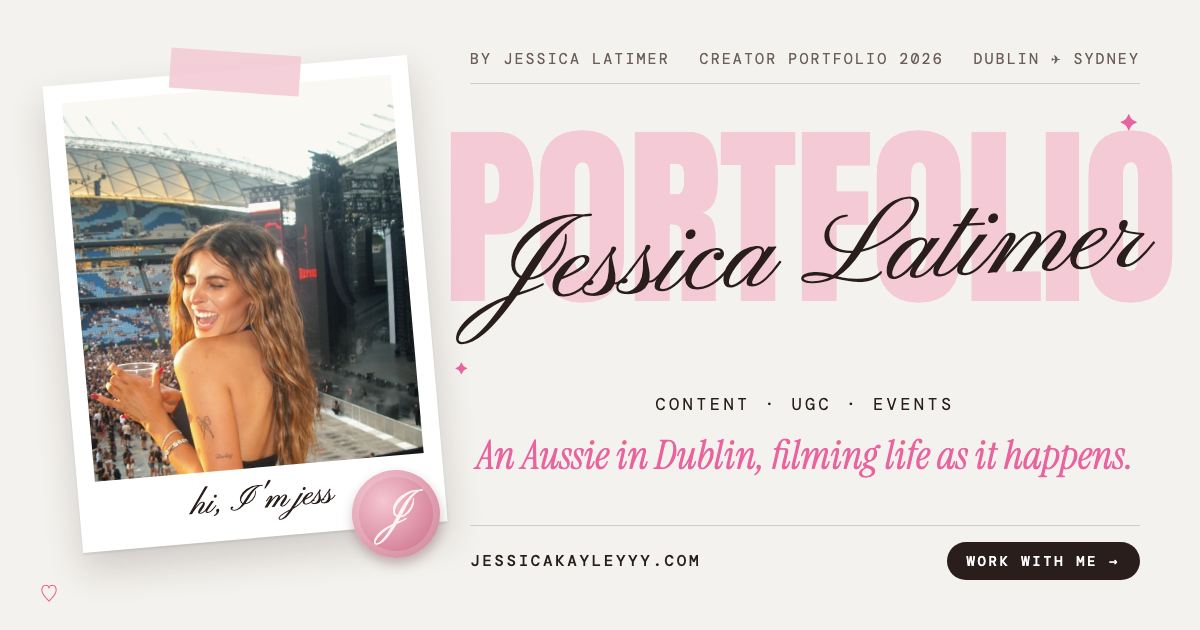 BY JESSICA LATIMER CREATOR PORTFOLIO 2026 DUBLIN ✈ SYDNEY
PORTFOLIO
Jessica Latimer
CONTENT · UGC · EVENTS
An Aussie in Dublin, filming life as it happens.
hi, I'm jess
J
JESSICAKAYLEYYY.COM
WORK WITH ME →